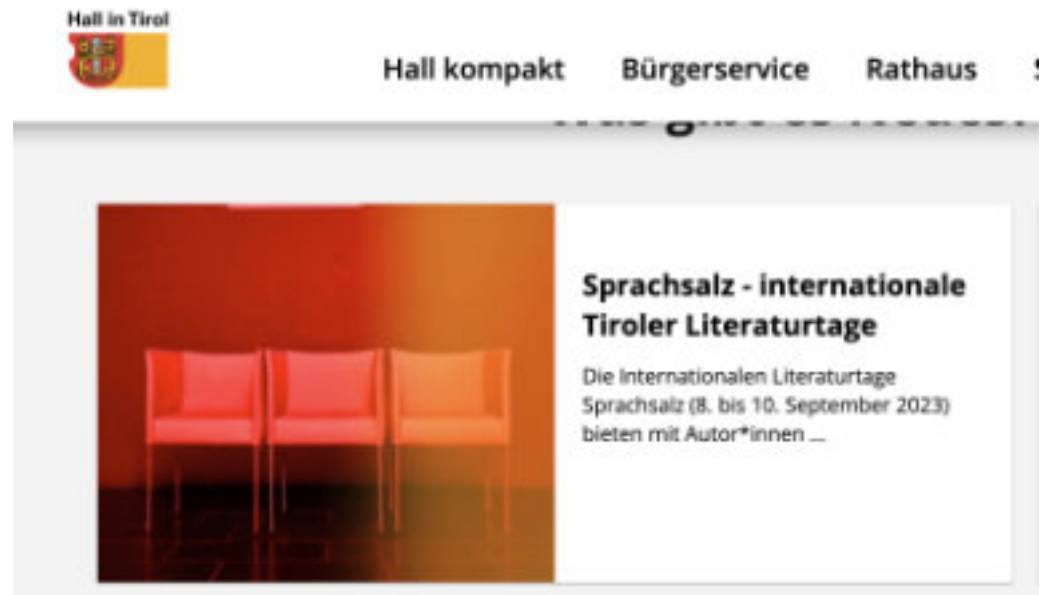 Hall in Tirol
Hall kompakt Bürgerservice Rathaus
Sprachsalz - internationale
Tiroler Literaturtage
Die Internationalen Literaturtage
Sprachsalz (8. bis 10. September 2023)
bieten mit Autor*innen ...